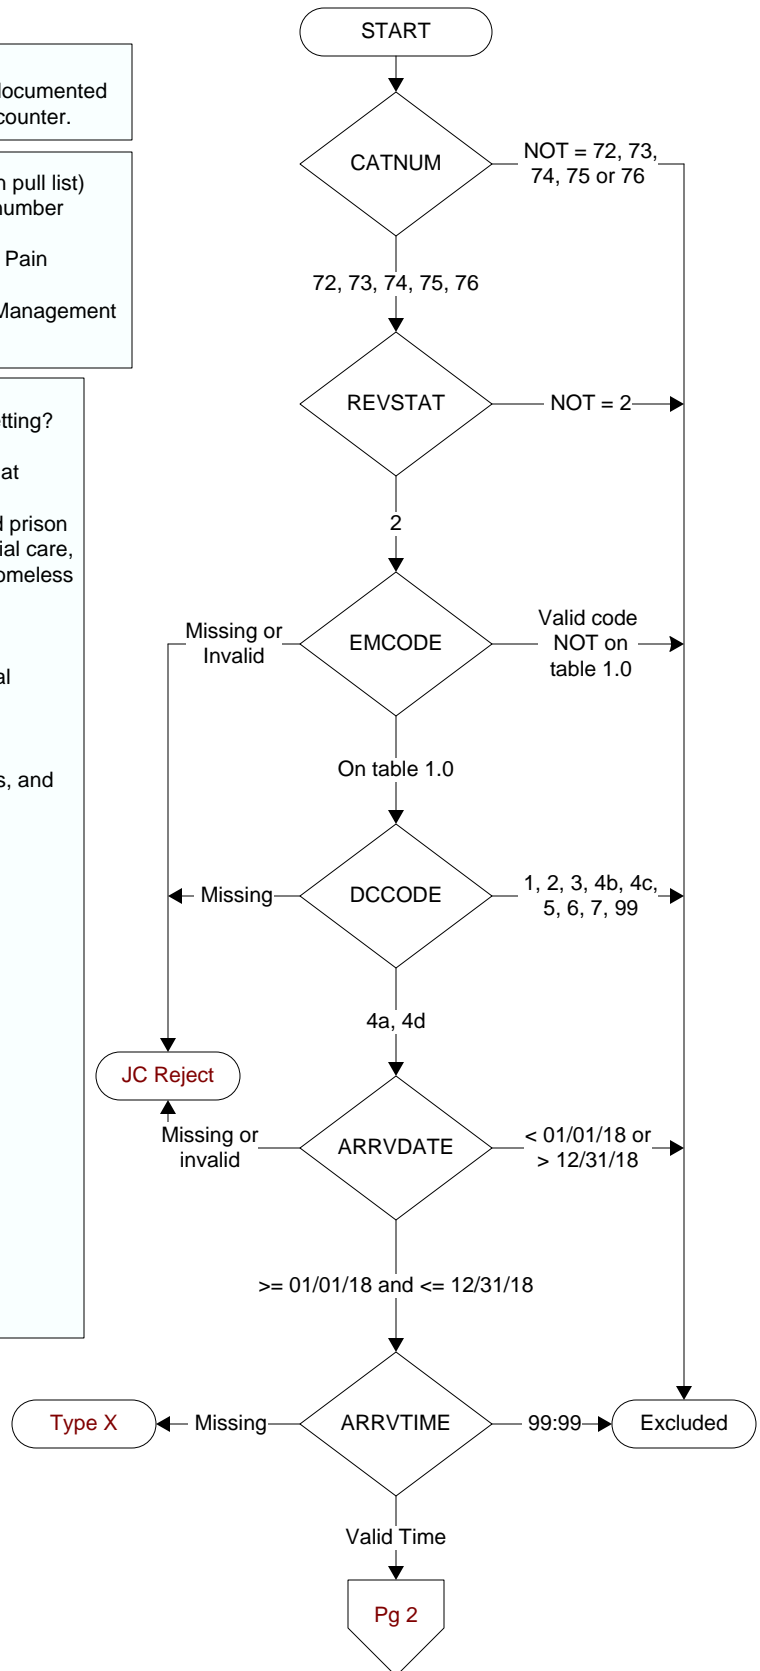 START
documented
counter.
n pull list)
number
Pain
Management
etting?
at
d prison
ial care,
omeless
al
s, and
CATNUM
NOT = 72, 73,
74, 75 or 76
72, 73, 74, 75, 76
REVSTAT
NOT = 2
2
Missing or
Invalid
EMCODE
Valid code
NOT on
table 1.0
On table 1.0
Missing
DCCODE
1, 2, 3, 4b, 4c,
5, 6, 7, 99
4a, 4d
JC Reject
Missing or
invalid
ARRVDATE
< 01/01/18 or
> 12/31/18
>= 01/01/18 and <= 12/31/18
Type X
Missing
ARRVTIME
99:99
Excluded
Valid Time
Pg 2